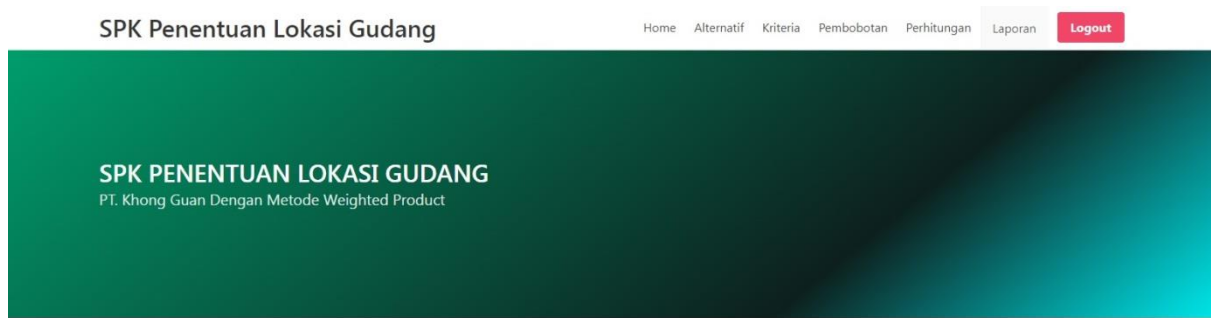 SPK Penentuan Lokasi Gudang
Home Alternatif Kriteria Pembobotan Perhitungan Laporan Logout
SPK PENENTUAN LOKASI GUDANG
PT. Khong Guan Dengan Metode Weighted Product